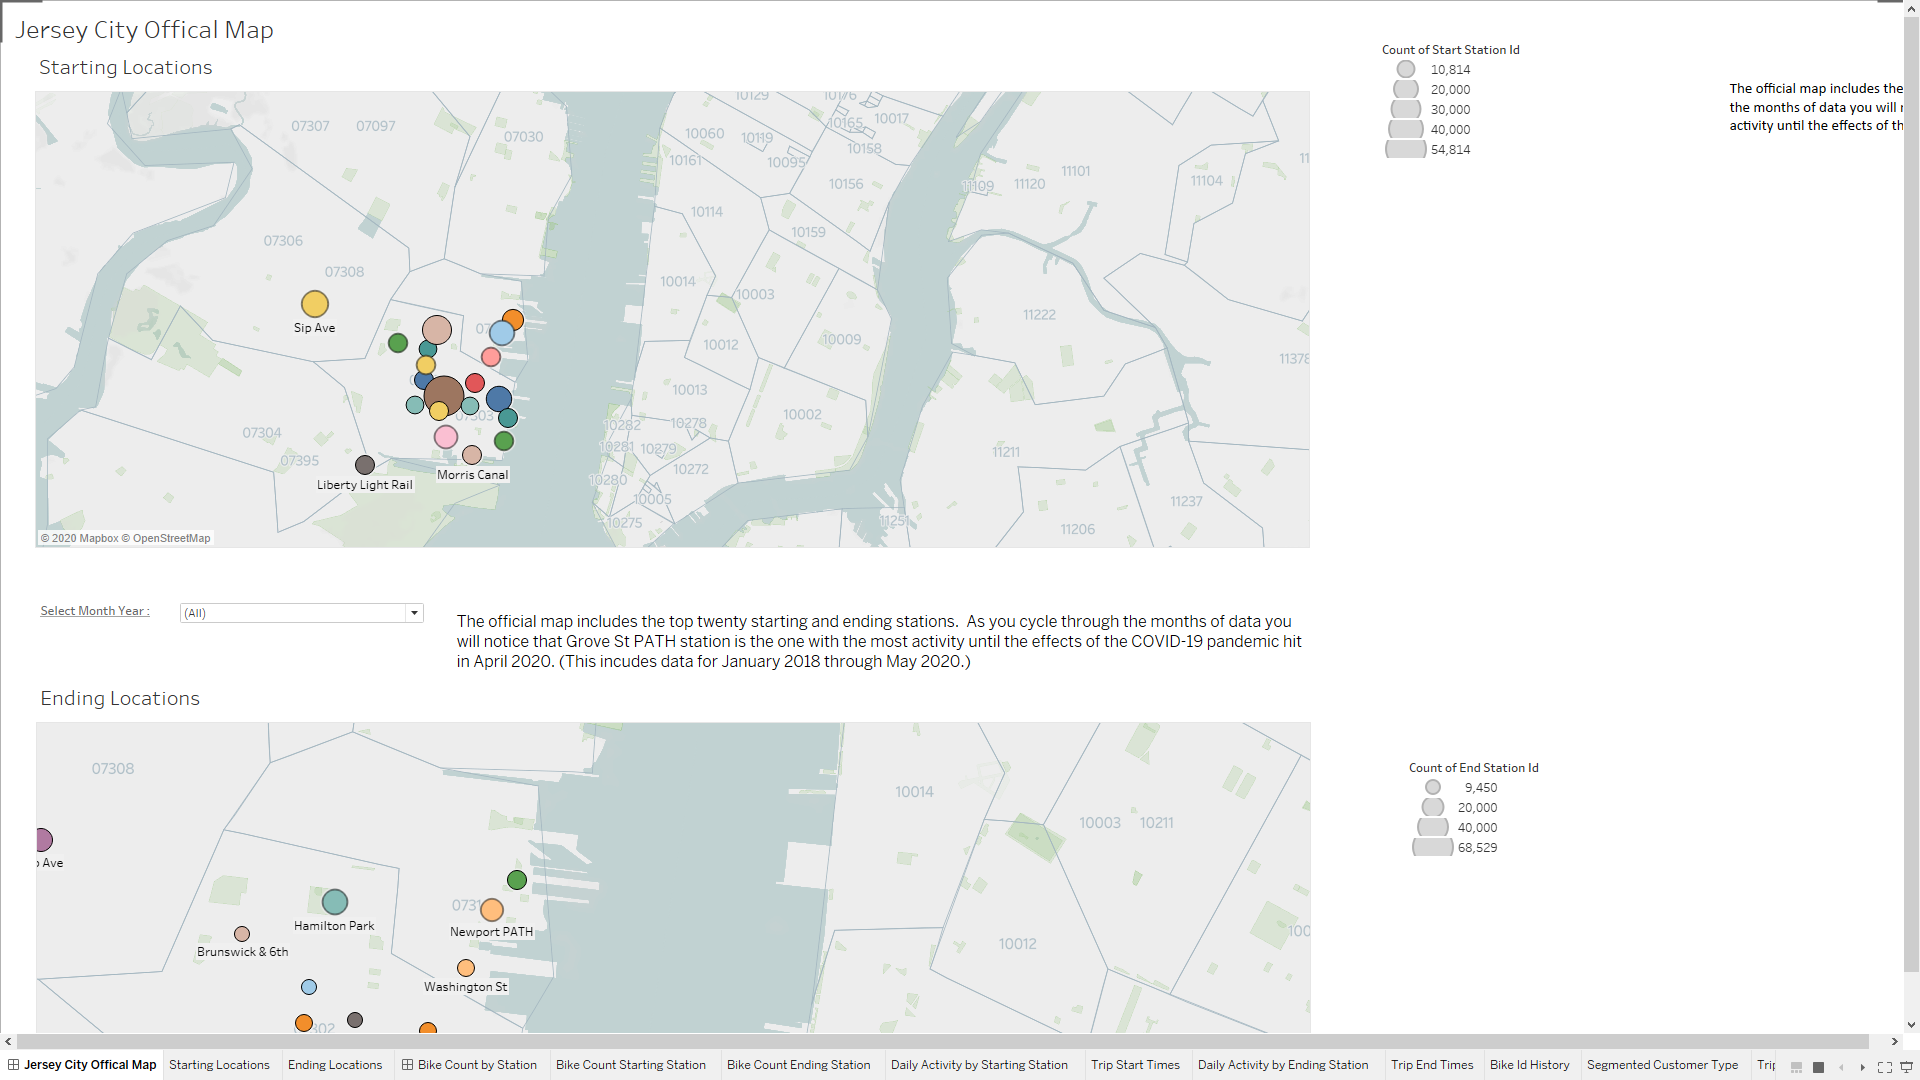 Jersey City Offical Map
Starting Locations
Count of Start Station Id
10,814
20,000
30,000
40,000
54,814
The official map includes the
the months of data you will
activity until the effects of th
07307
07097
07030
07306
07308
07304
07395
10129
10176
10060
10119
10165
10017
10158
10161
10095
10156
10114
10159
10014
10003
10012
10009
10013
10002
10282
10278
10281
10279
10272
10280
10005
10275
11109
11120
11101
11104
11222
11378
11211
11237
11206
11251
Sip Ave
Liberty Light Rail
Morris Canal
© 2020 Mapbox © OpenStreetMap
Select Month Year :
(All)
The official map includes the top twenty starting and ending stations.  As you cycle through the months of data you
will notice that Grove St PATH station is the one with the most activity until the effects of the COVID-19 pandemic hit
in April 2020. (This incudes data for January 2018 through May 2020.)
Ending Locations
Count of End Station Id
9,450
20,000
40,000
68,529
07308
10014
10003
10211
10012
Ave
Hamilton Park
Newport PATH
Brunswick & 6th
Washington St
Jersey City Offical Map
Starting Locations
Ending Locations
Bike Count by Station
Bike Count Starting Station
Bike Count Ending Station
Daily Activity by Starting Station
Trip Start Times
Daily Activity by Ending Station
Trip End Times
Bike Id History
Segmented Customer Type
Trip